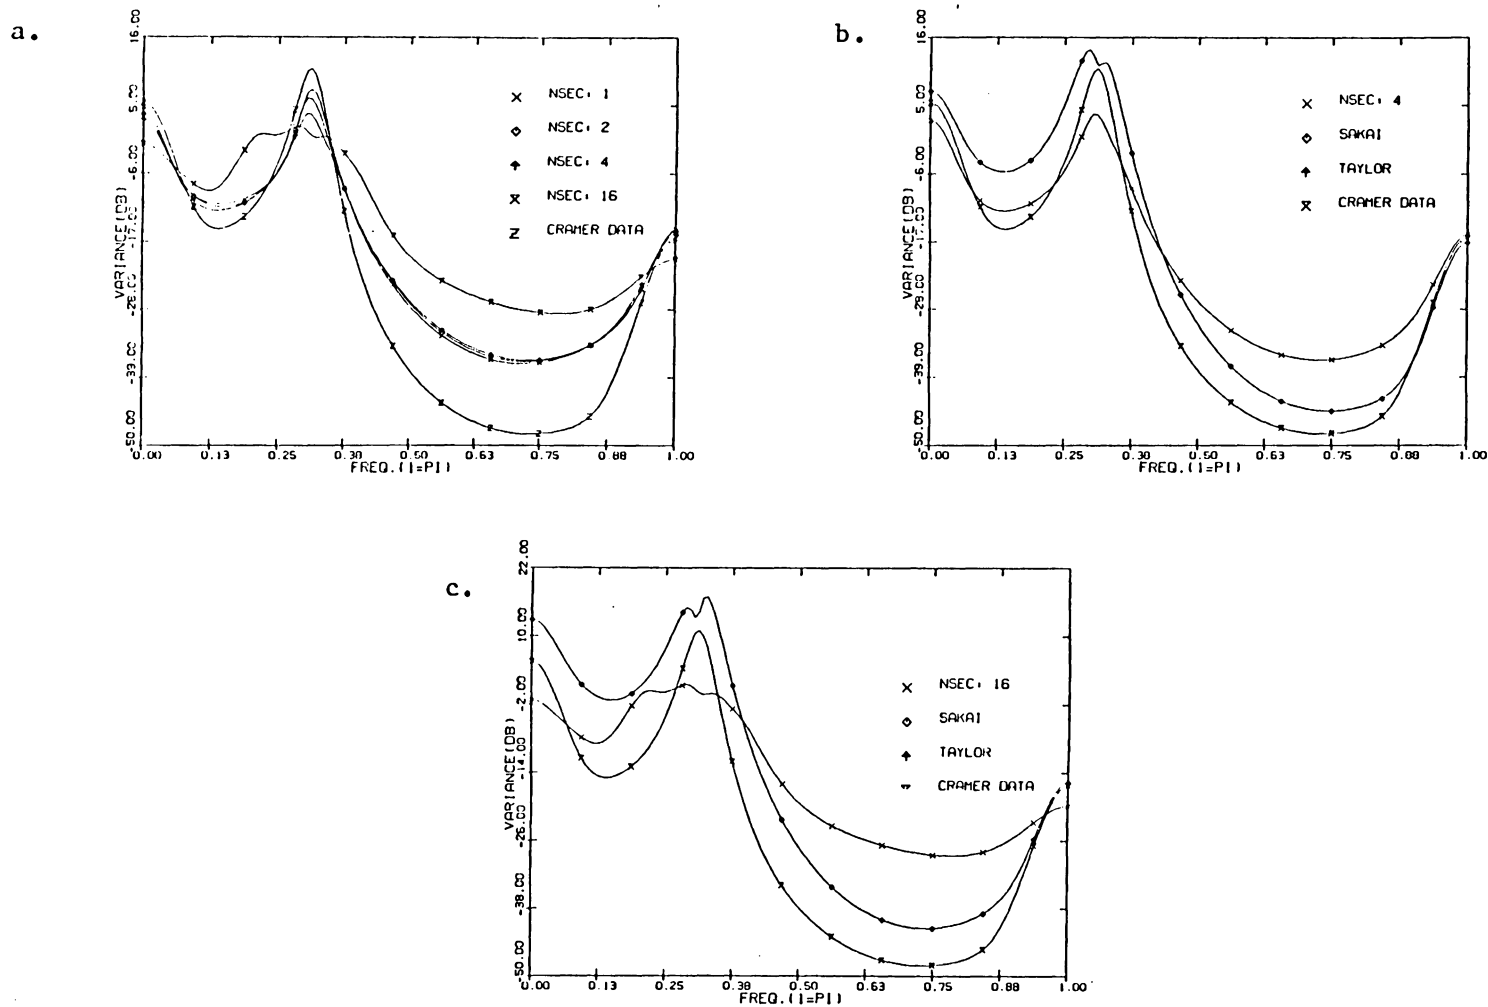 a.
16.00
5.00
-6.00
-17.00
-28.00
-39.00
-50.00
VARIANCE(DB)
NSEC: 1
NSEC: 2
NSEC: 4
NSEC: 16
CRAMER DATA
0.00 0.13 0.25 0.38 0.50 0.63 0.75 0.88 1.00
FREQ.(1=PI)
b.
16.00
5.00
-6.00
-17.00
-28.00
-39.00
-50.00
VARIANCE(DB)
NSEC: 4
SAKAI
TAYLOR
CRAMER DATA
0.00 0.13 0.25 0.38 0.50 0.63 0.75 0.88 1.00
FREQ.(1=PI)
c.
22.00
10.00
-2.00
-14.00
-26.00
-38.00
-50.00
VARIANCE(DB)
NSEC: 16
SAKAI
TAYLOR
CRAMER DATA
0.00 0.13 0.25 0.38 0.50 0.63 0.75 0.88 1.00
FREQ.(1=PI)